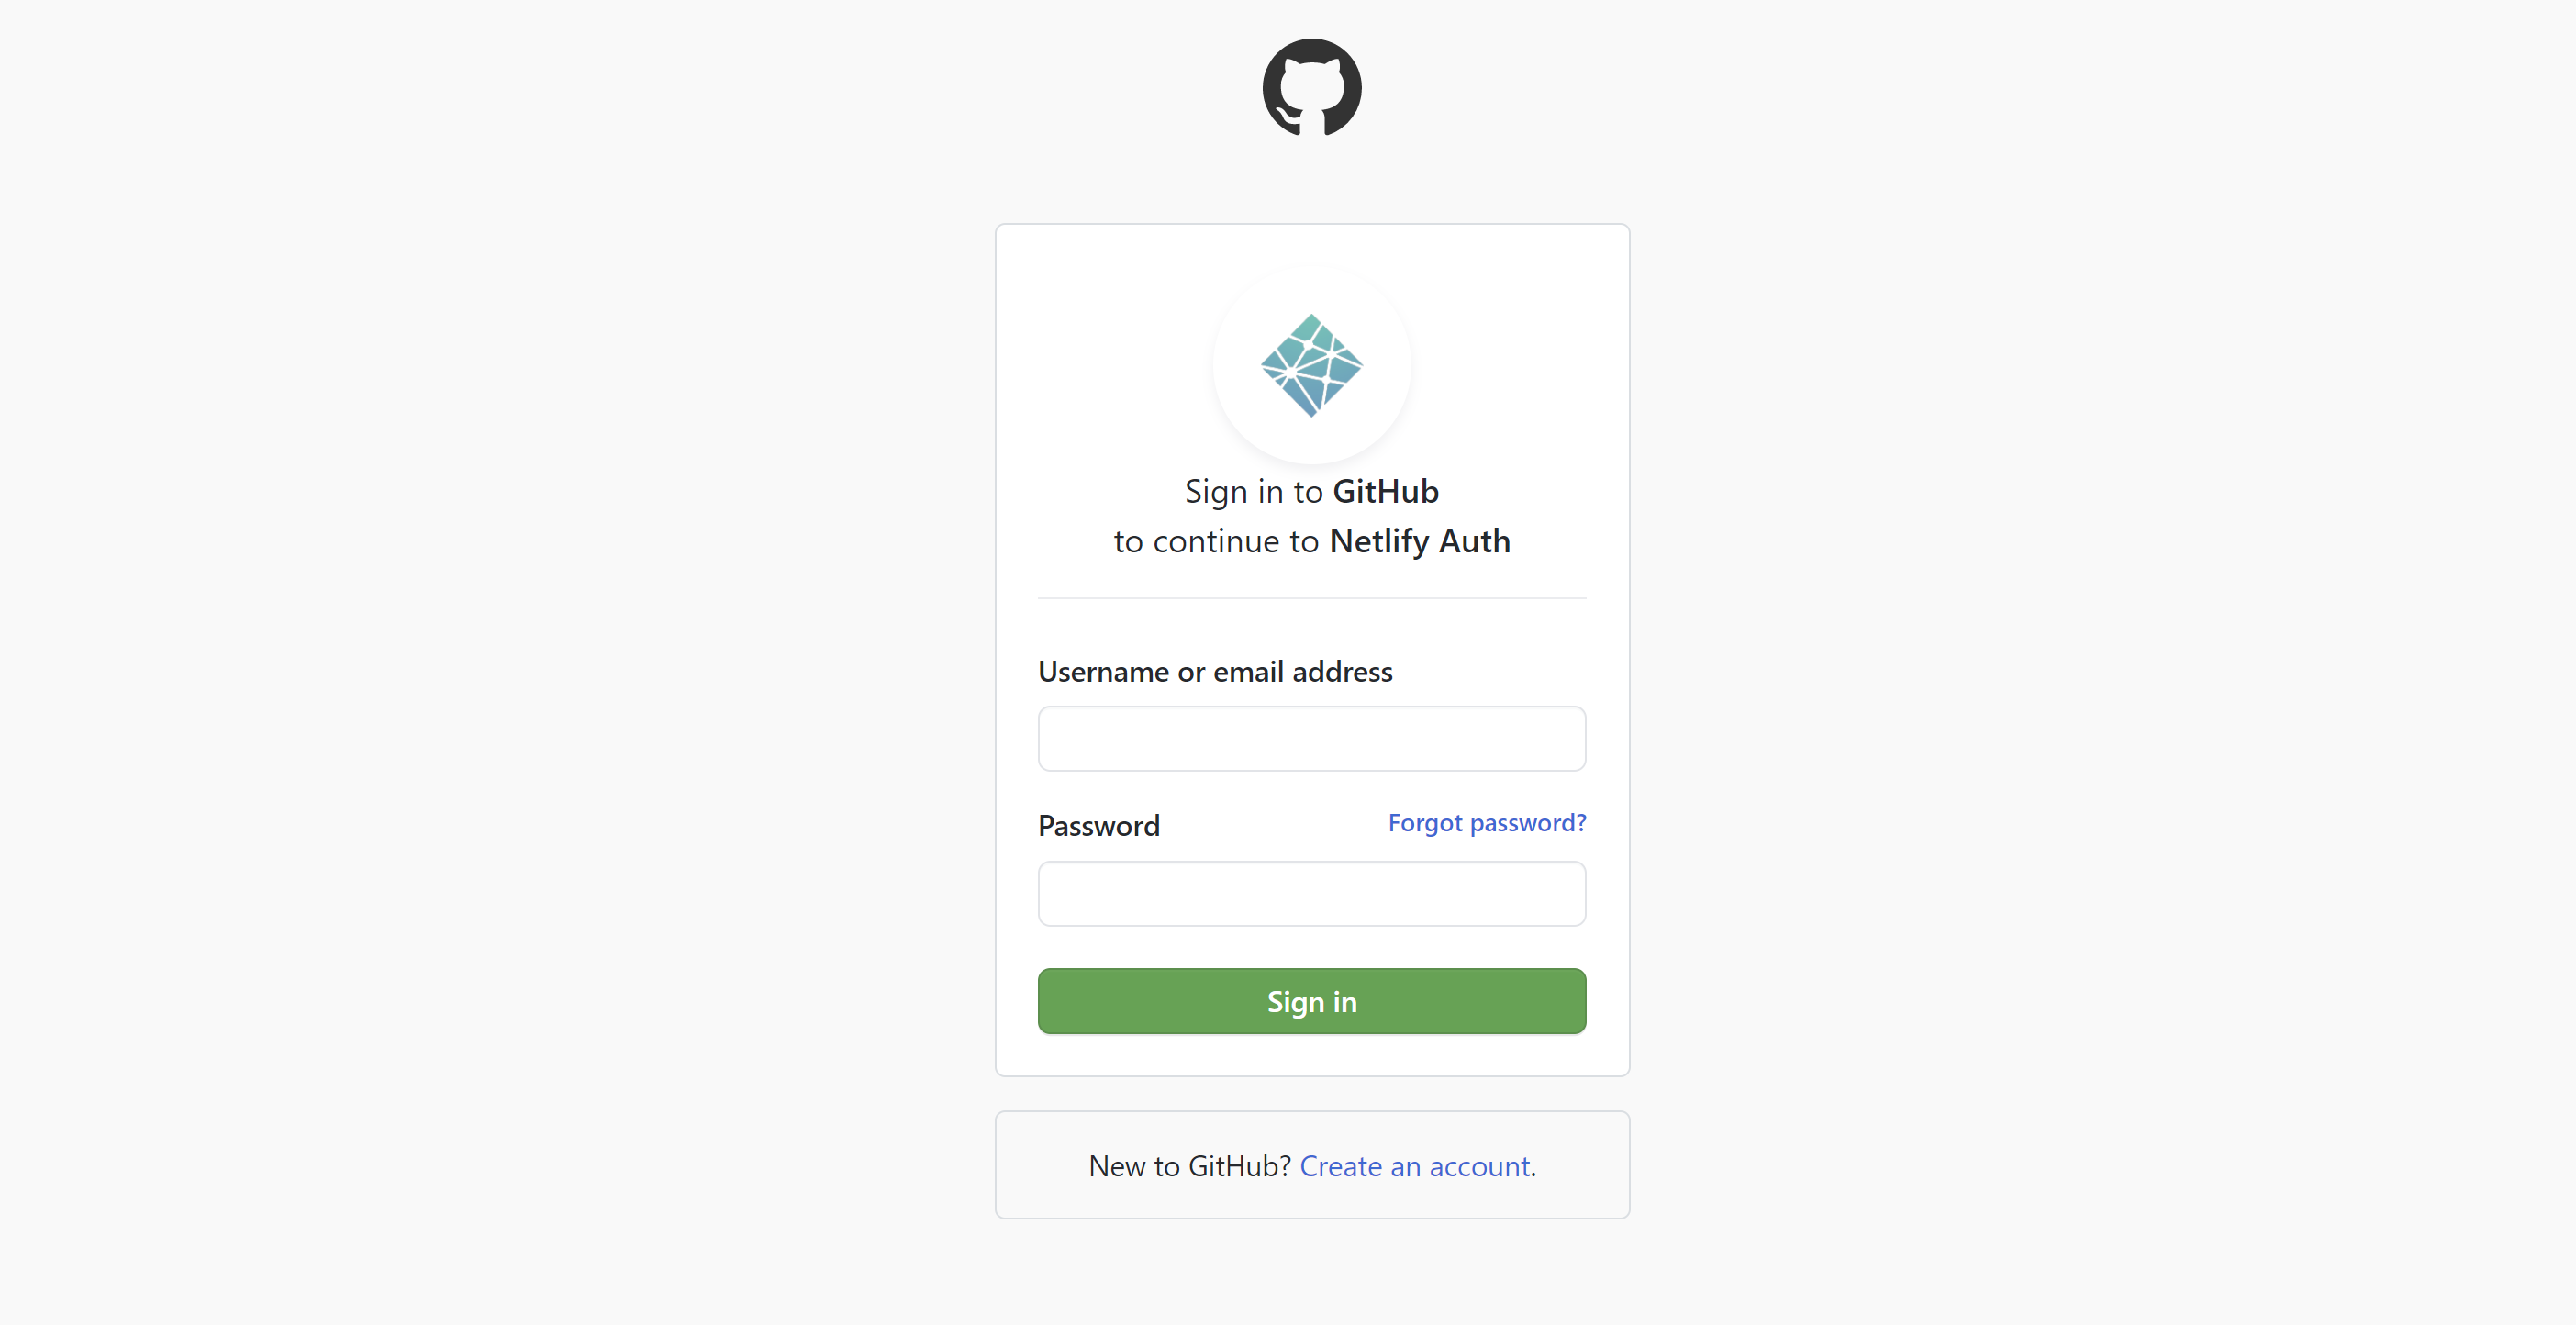 Sign in to GitHub
to continue to Netlify Auth
Username or email address
Password
Forgot password?
Sign in
New to GitHub? Create an account.